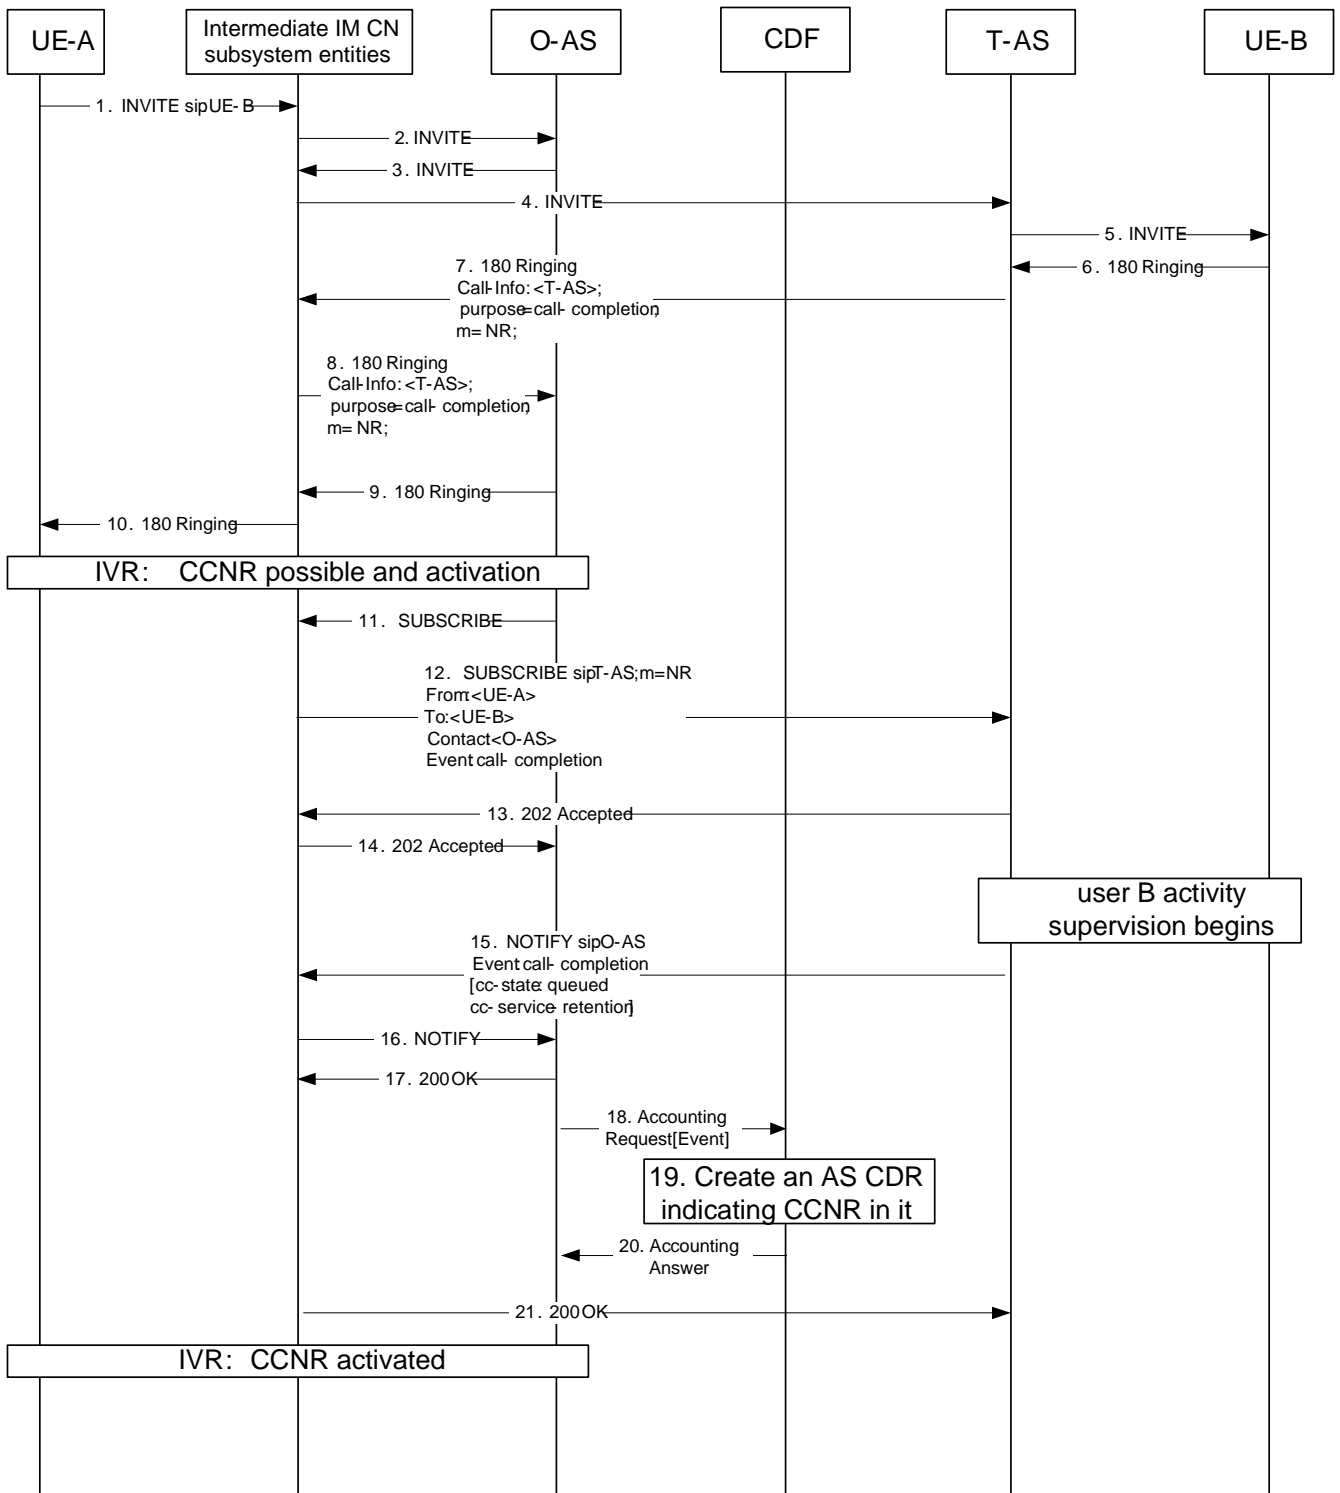 UE-A
Intermediate IM CN
subsystem entities
O-AS
CDF
T-AS
UE-B
1. INVITE sipUE-B
2. INVITE
3. INVITE
4. INVITE
5. INVITE
6. 180 Ringing
7. 180 Ringing
Call-Info: <T-AS>;
purpose=call-completion;
m=NR;
8. 180 Ringing
Call-Info: <T-AS>;
purpose=call-completion;
m=NR;
9. 180 Ringing
10. 180 Ringing
IVR: CCNR possible and activation
11. SUBSCRIBE
12. SUBSCRIBE sipT-AS;m=NR
From:<UE-A>
To:<UE-B>
Contact<O-AS>
Event call-completion
13. 202 Accepted
14. 202 Accepted
user B activity
supervision begins
15. NOTIFY sipO-AS
Event call-completion
[cc-state: queued
cc-service-retention]
16. NOTIFY
17. 200 OK
18. Accounting
Request[Event]
19. Create an AS CDR
indicating CCNR in it
20. Accounting
Answer
21. 200 OK
IVR: CCNR activated